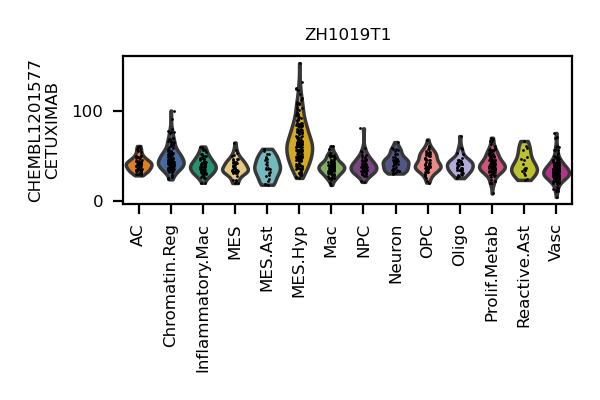 ZH1019T1
CHEMBL1201577
CETUXIMAB
100
0
AC
Chromatin.Reg
Inflammatory.Mac
MES
MES.Ast
MES.Hyp
Mac
NPC
Neuron
OPC
Oligo
Prolif.Metab
Reactive.Ast
Vasc